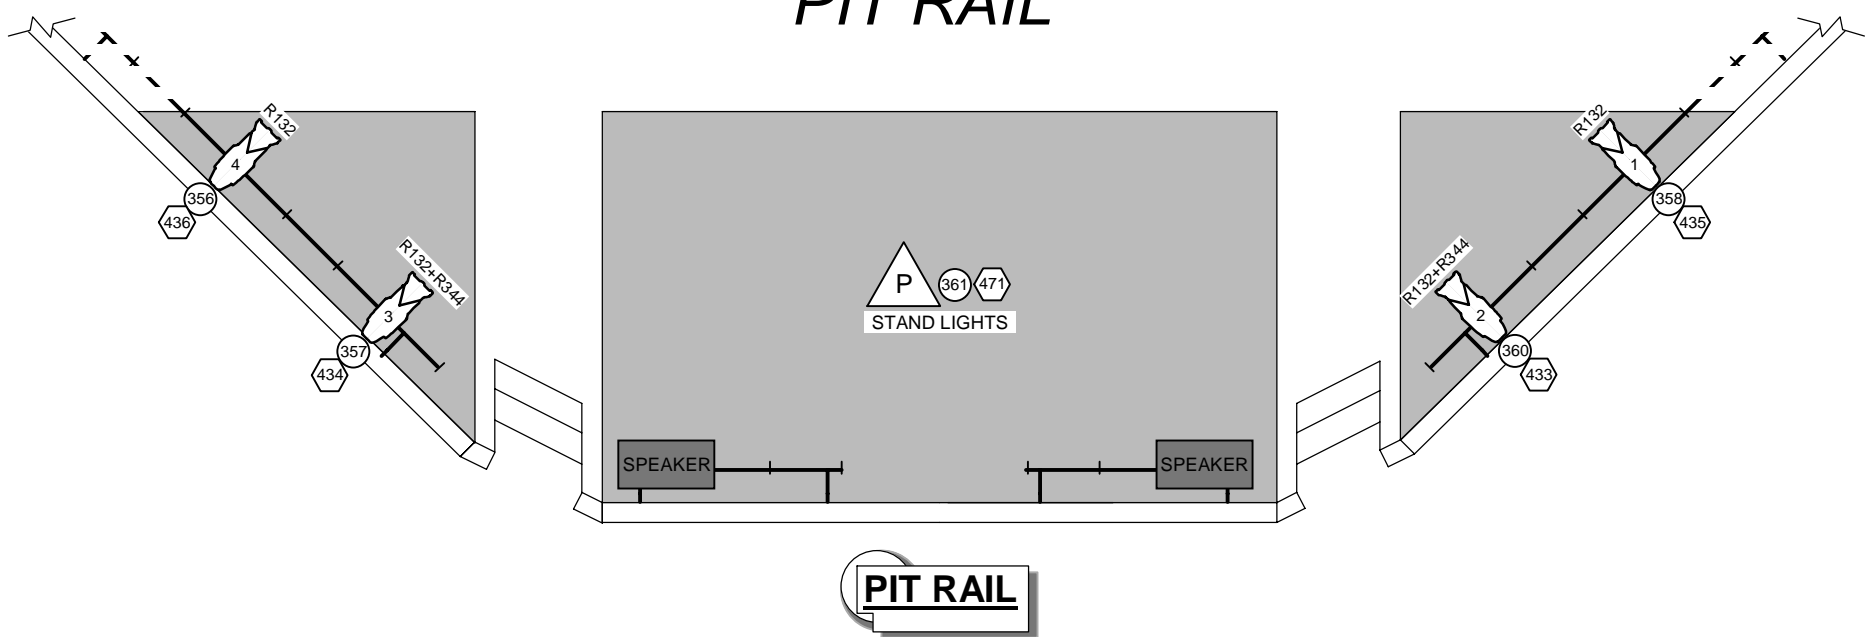 PIT RAIL
R132
4
356
436
R132+R344
3
357
434
P
361
471
STAND LIGHTS
R132
1
358
435
R132+R344
2
360
433
SPEAKER
SPEAKER
PIT RAIL